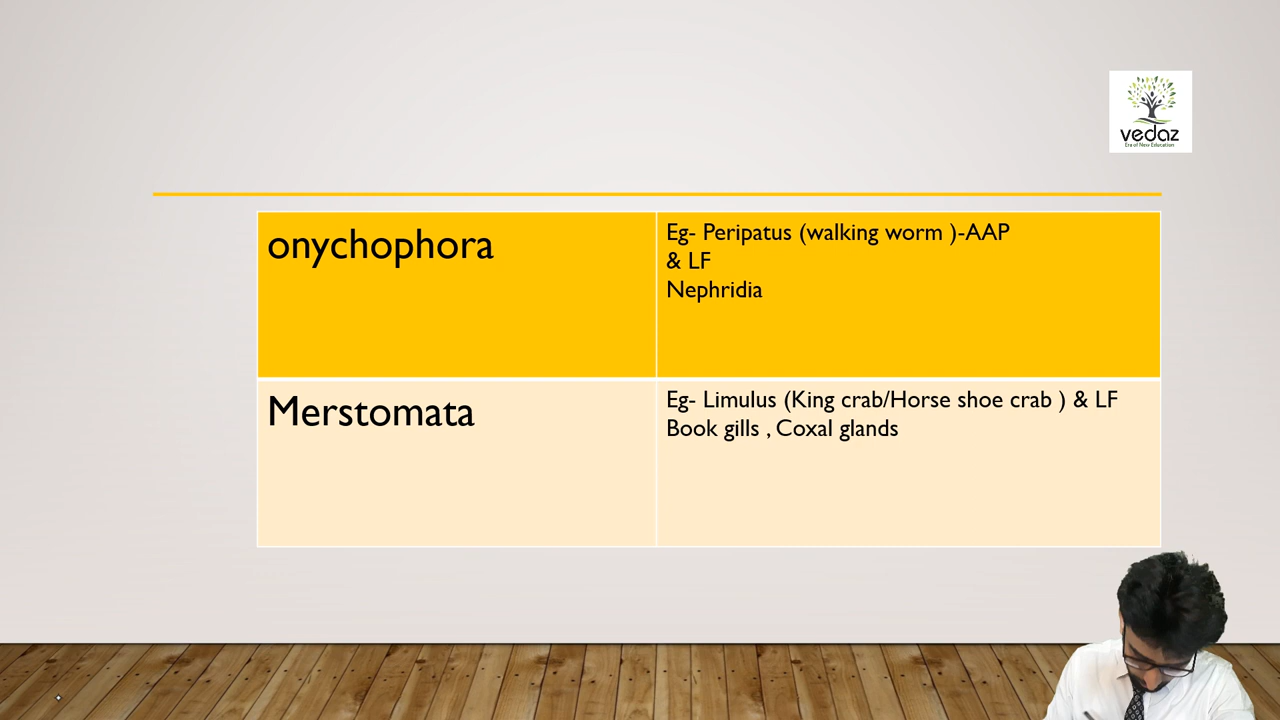 vedaz
Era of New Education
onychophora
Eg- Peripatus (walking worm )-AAP
& LF
Nephridia
Merstomata
Eg- Limulus (King crab/Horse shoe crab ) & LF
Book gills , Coxal glands